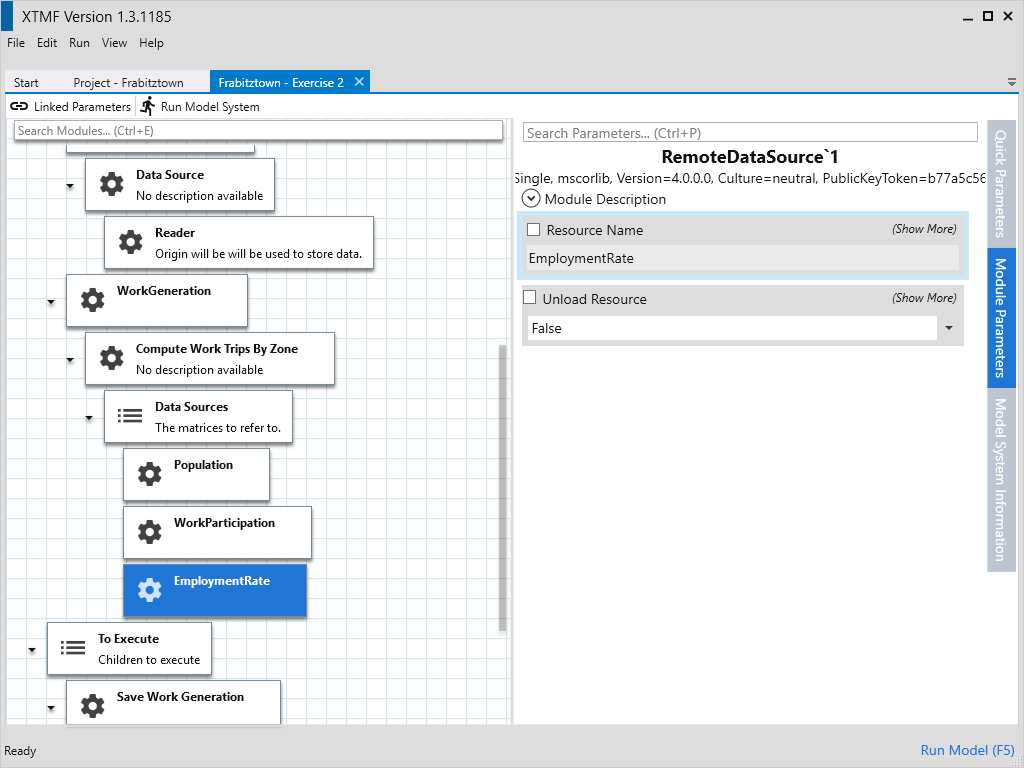 XTMF Version 1.3.1185
File Edit Run View Help
Start Project - Frabitztown Frabitztown - Exercise 2
Linked Parameters Run Model System
Search Modules... (Ctrl+E)
Data Source
No description available
Reader
Origin will be will be used to store data.
WorkGeneration
Compute Work Trips By Zone
No description available
Data Sources
The matrices to refer to.
Population
WorkParticipation
EmploymentRate
To Execute
Children to execute
Save Work Generation
Search Parameters... (Ctrl+P)
RemoteDataSource`1
Single, mscorlib, Version=4.0.0.0, Culture=neutral, PublicKeyToken=b77a5c56
Module Description
Resource Name (Show More)
EmploymentRate
Unload Resource (Show More)
False
Quick Parameters
Module Parameters
Model System Information
Ready Run Model (F5)